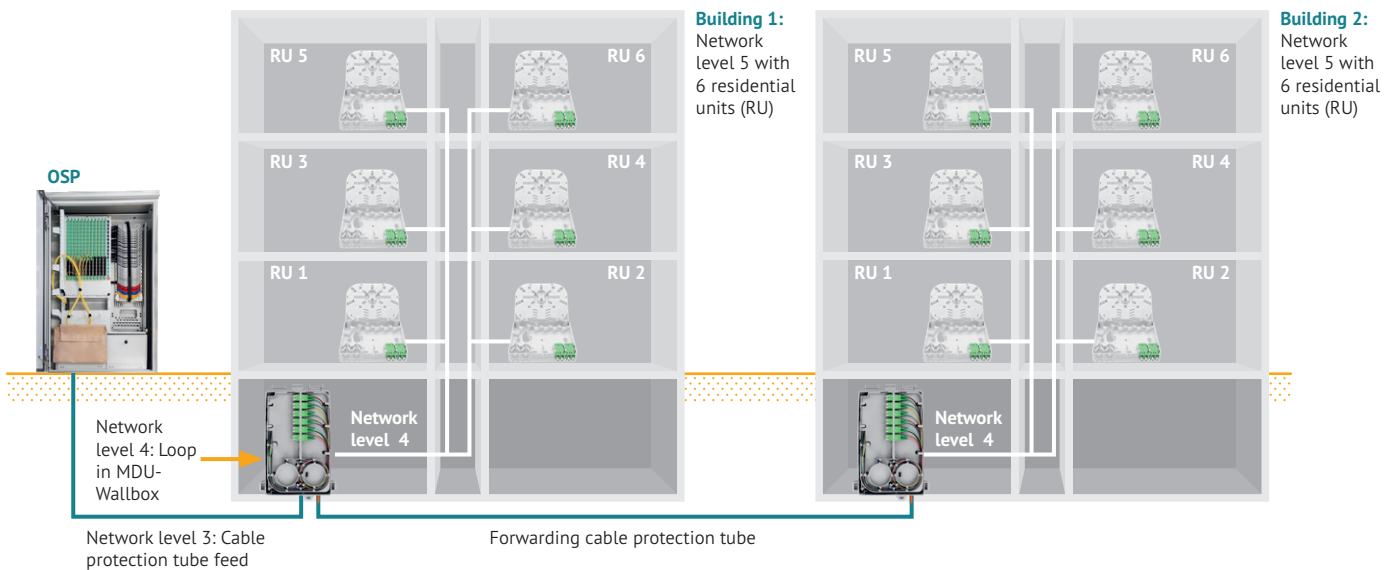 Building 1:
Network
level 5 with
6 residential
units (RU)
Building 2:
Network
level 5 with
6 residential
units (RU)
RU 5
RU 6
RU 5
RU 6
RU 3
RU 4
RU 3
RU 4
OSP
RU 1
RU 2
RU 1
RU 2
Network
level 4: Loop
in MDU-
Wallbox
Network
level 4
Network
level 4
Network level 3: Cable
protection tube feed
Forwarding cable protection tube